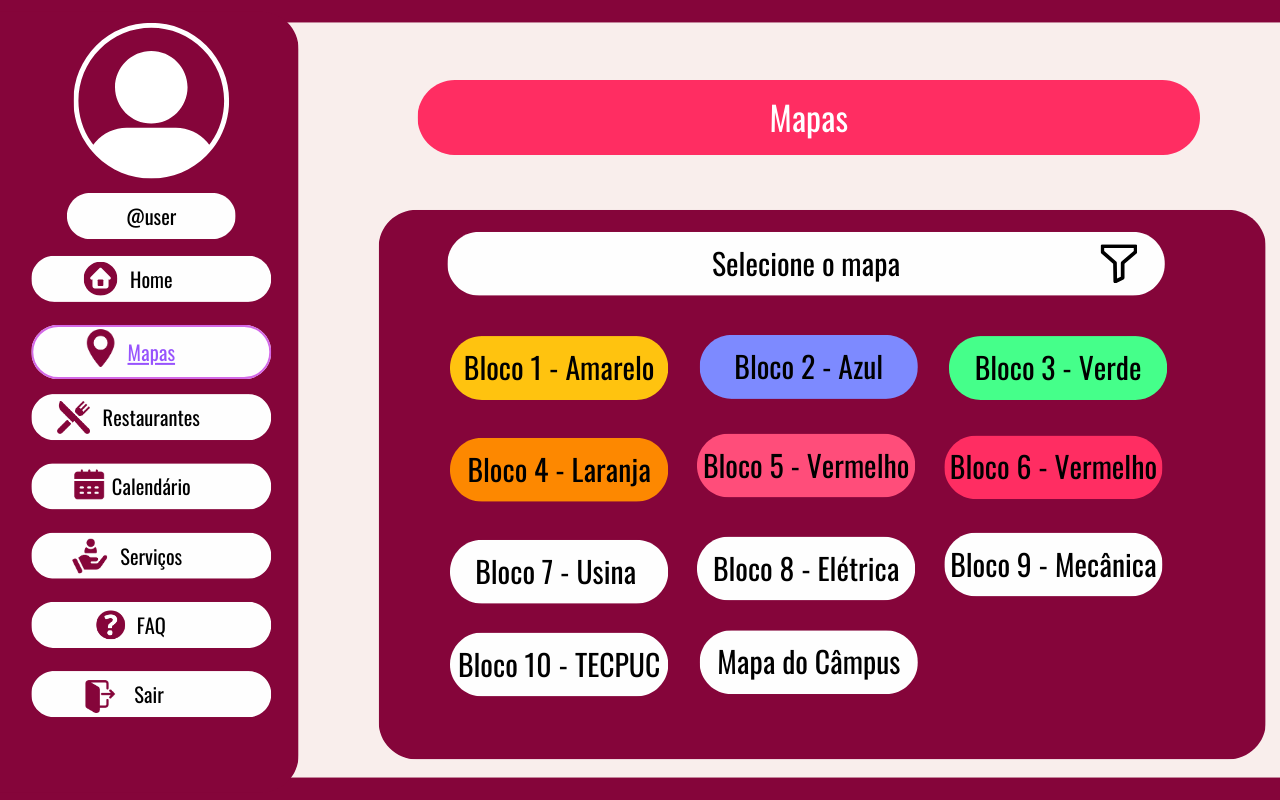 @user
Home
Mapas
Restaurantes
Calendário
Serviços
FAQ
Sair
Mapas
Selecione o mapa
Bloco 1 - Amarelo
Bloco 2 - Azul
Bloco 3 - Verde
Bloco 4 - Laranja
Bloco 5 - Vermelho
Bloco 6 - Vermelho
Bloco 7 - Usina
Bloco 8 - Elétrica
Bloco 9 - Mecânica
Bloco 10 - TECPUC
Mapa do Câmpus